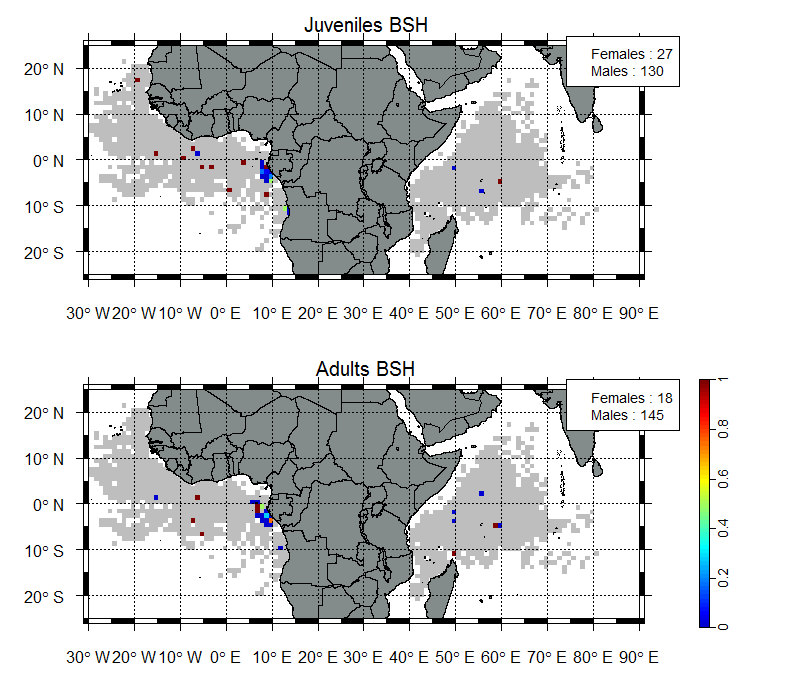 Juveniles BSH
Females : 27
Males : 130
20° N
10° N
0° N
10° S
20° S
30° W 20° W 10° W 0° E 10° E 20° E 30° E 40° E 50° E 60° E 70° E 80° E 90° E
Adults BSH
Females : 18
Males : 145
20° N
10° N
0° N
10° S
20° S
30° W 20° W 10° W 0° E 10° E 20° E 30° E 40° E 50° E 60° E 70° E 80° E 90° E
1
0.8
0.6
0.4
0.2
0